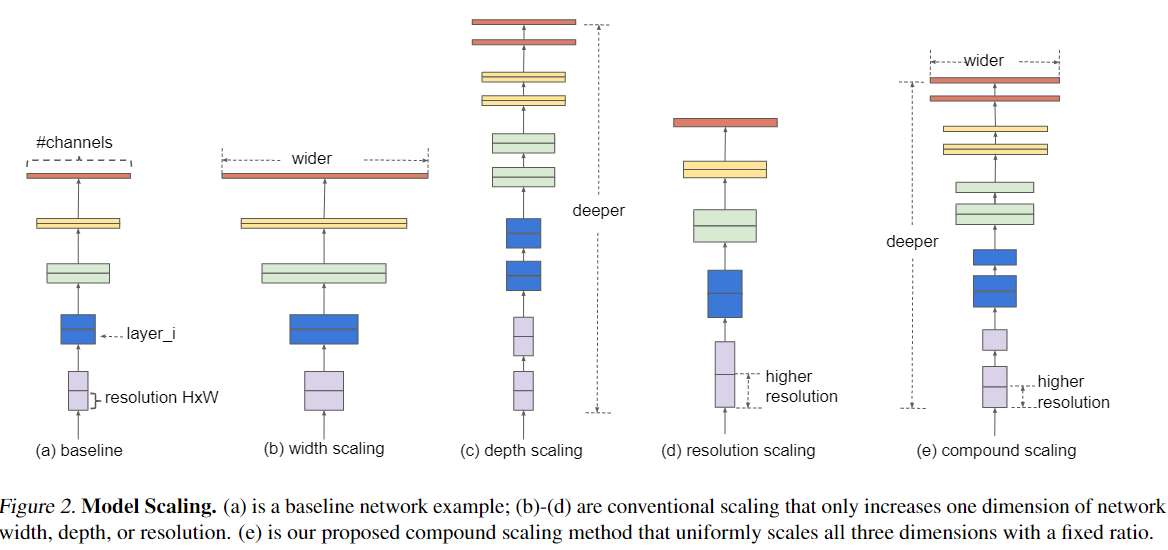 #channels
layer_i
resolution HxW
(a) baseline
wider
(b) width scaling
deeper
(c) depth scaling
higher
resolution
(d) resolution scaling
wider
deeper
higher
resolution
(e) compound scaling
Figure 2. Model Scaling. (a) is a baseline network example; (b)-(d) are conventional scaling that only increases one dimension of network
width, depth, or resolution. (e) is our proposed compound scaling method that uniformly scales all three dimensions with a fixed ratio.